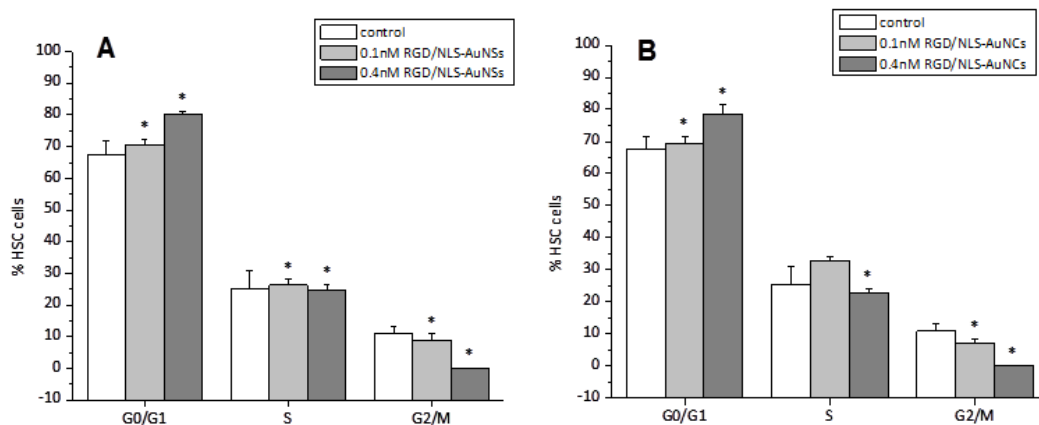 A
control
0.1nM RGD/NLS-AuNSs
0.4nM RGD/NLS-AuNSs
100
90
80
70
60
50
40
30
20
10
0
-10
% HSC cells
* *
* *
* *
G0/G1 S G2/M
B
control
0.1nM RGD/NLS-AuNCs
0.4nM RGD/NLS-AuNCs
100
90
80
70
60
50
40
30
20
10
0
-10
% HSC cells
* *
*
* *
G0/G1 S G2/M